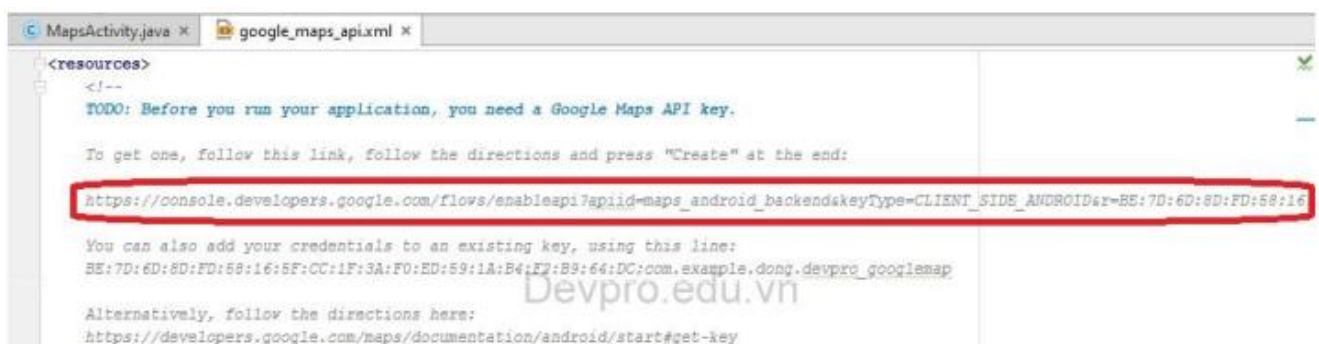 MapsActivity.java × google_maps_api.xml ×
<resources>
<!--
TODO: Before you run your application, you need a Google Maps API key.
To get one, follow this link, follow the directions and press "Create" at the end:
https://console.developers.google.com/flows/enableapi?apiid=maps_android_backend&keyType=CLIENT_SIDE_ANDROID&r=BE:7D:6D:8D:FD:58:16
You can also add your credentials to an existing key, using this line:
BE:7D:6D:8D:FD:58:16:5F:CC:1F:3A:F0:ED:59:1A:B4:F2:B9:64:DC;com.example.dong.devpro_googlemap
Devpro.edu.vn
Alternatively, follow the directions here:
https://developers.google.com/maps/documentation/android/start#get-key